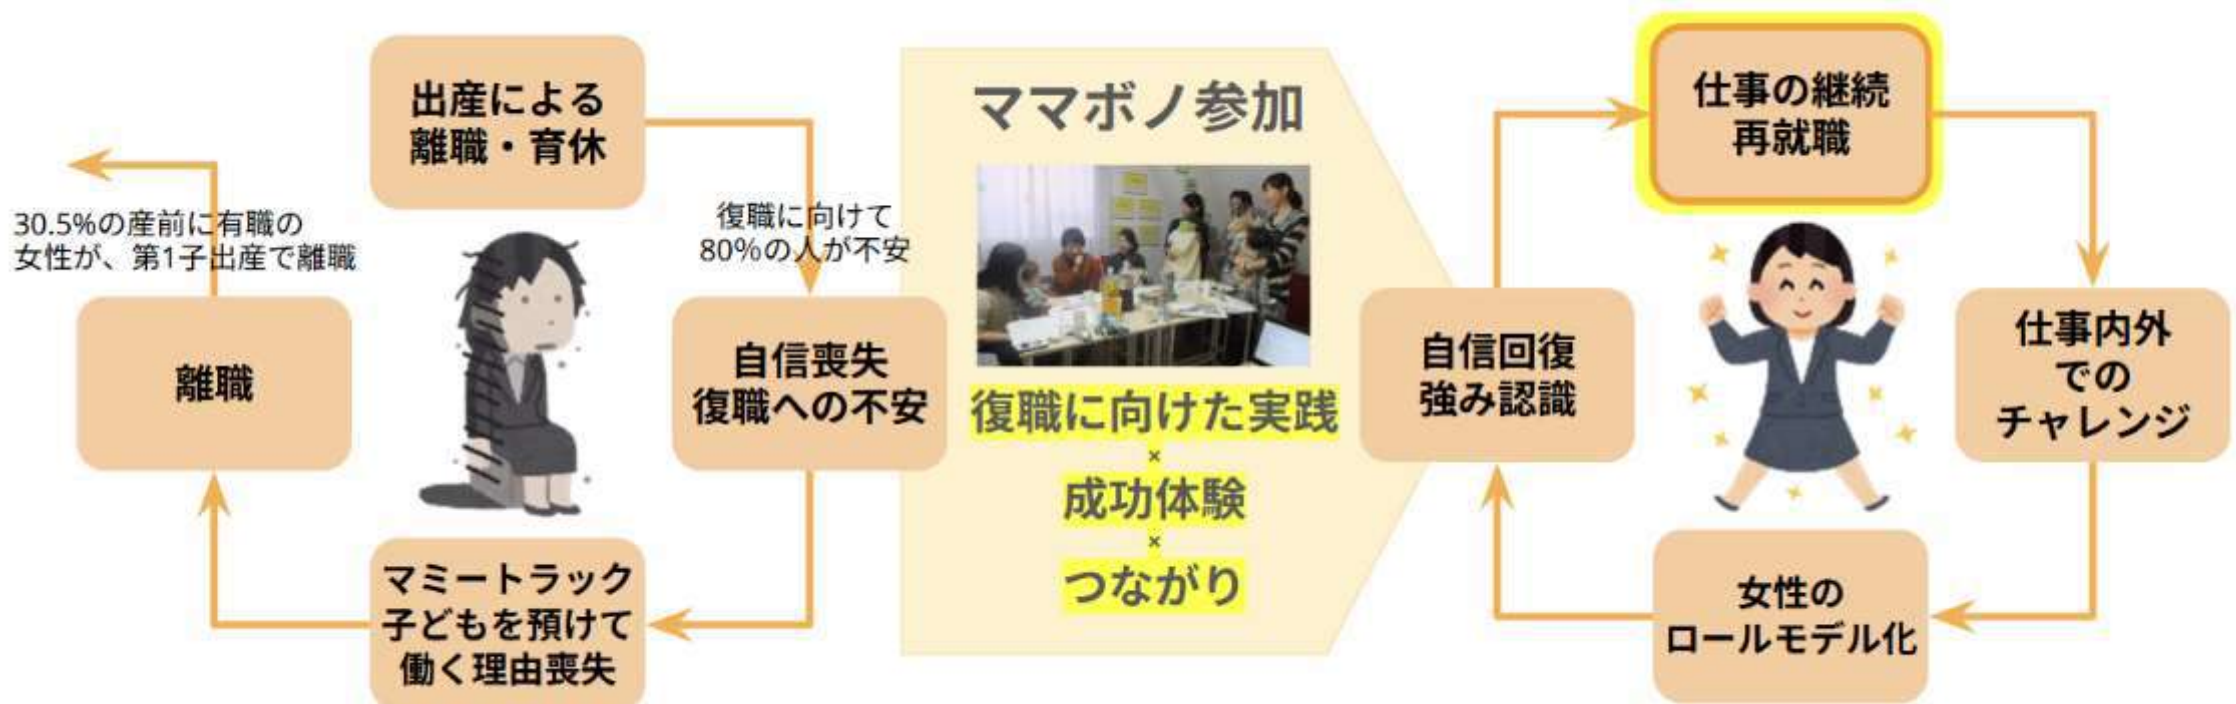 出産による
離職・育休
30.5%の産前に有職の
女性が、第1子出産で離職
復職に向けて
80%の人が不安
離職
自信喪失
復職への不安
マミートラック
子どもを預けて
働く理由喪失
ママボノ参加
復職に向けた実践
×
成功体験
×
つながり
仕事の継続
再就職
自信回復
強み認識
仕事内外
での
チャレンジ
女性の
ロールモデル化